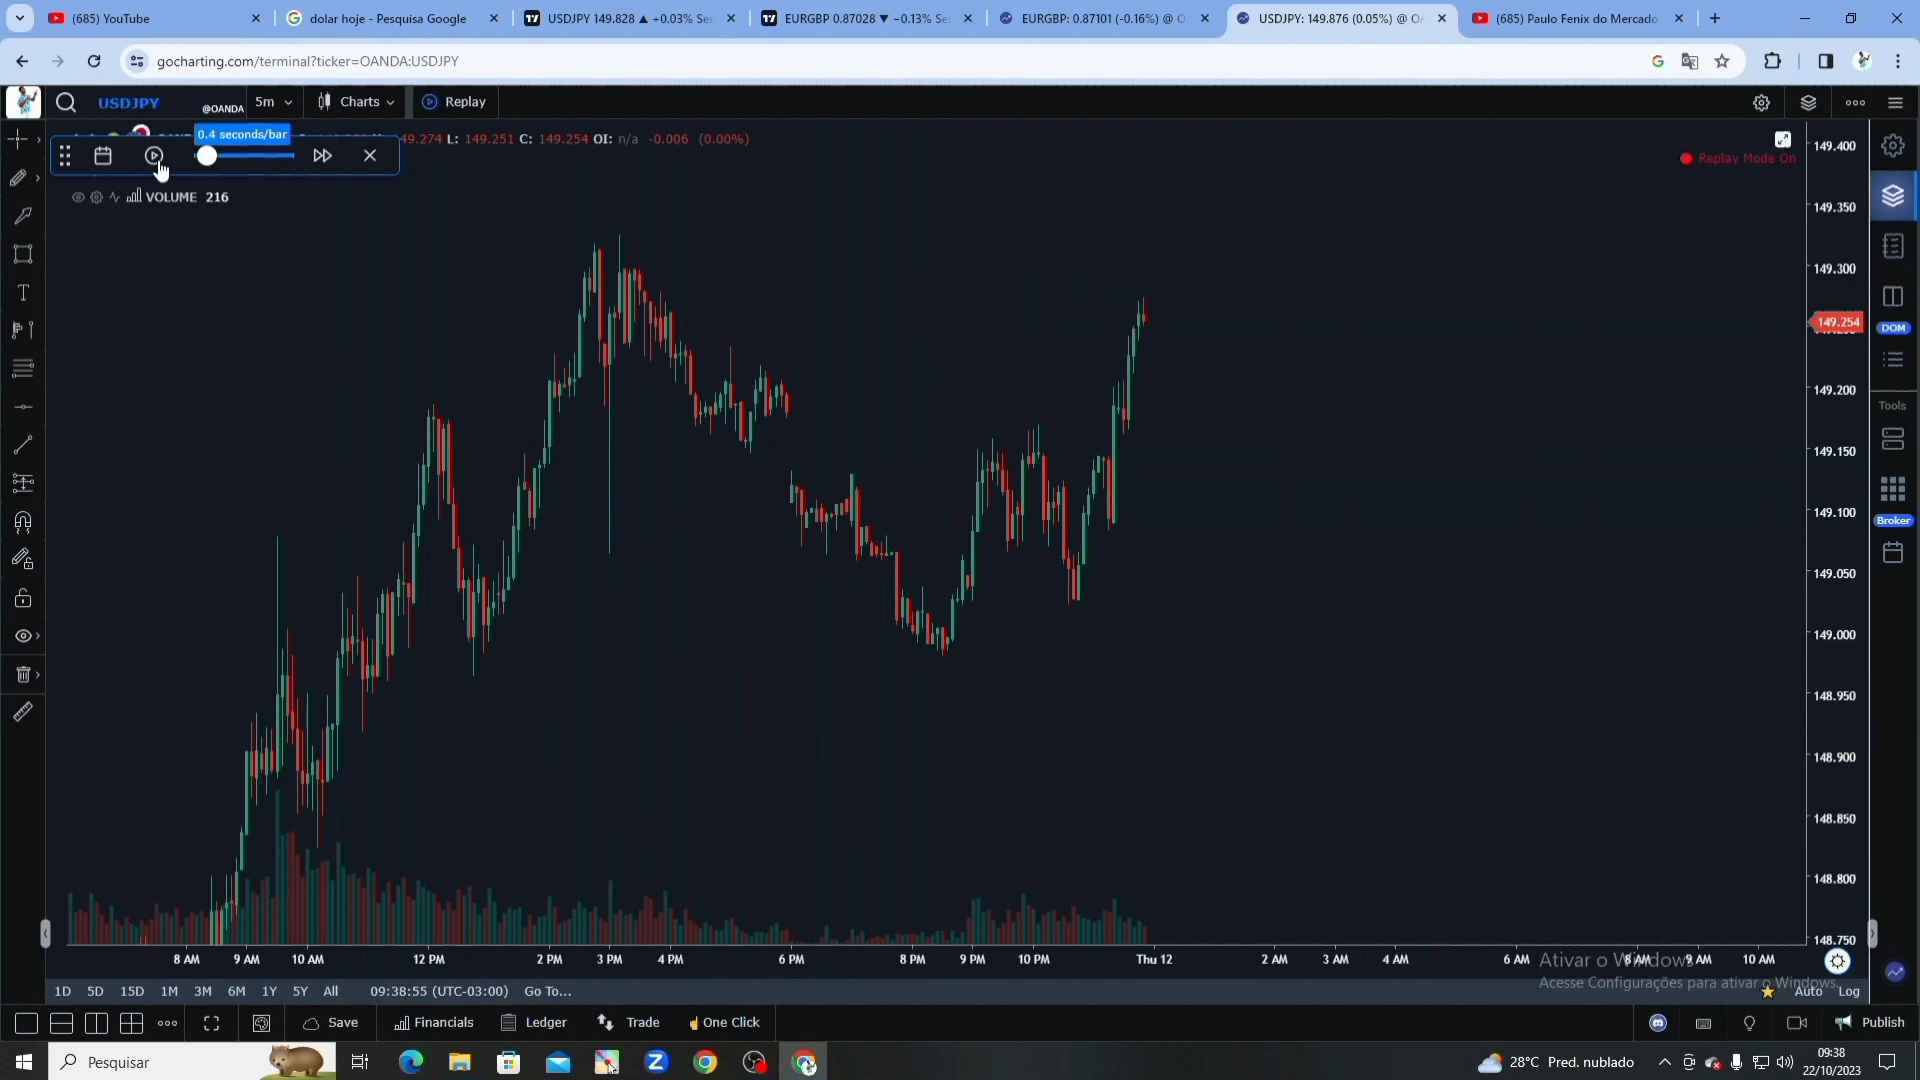 (685) YouTube
dolar hoje - Pesquisa Google
USDJPY 149.828 ▲ +0.03% Se
EURGBP 0.87028 ▼ −0.13% Se
EURGBP: 0.87101 (-0.16%) @ O
USDJPY: 149.876 (0.05%) @ O
(685) Paulo Fenix do Mercado
gocharting.com/terminal?ticker=OANDA:USDJPY
USDJPY
@OANDA
5m
Charts
Replay
0.4 seconds/bar
49.274 L: 149.251 C: 149.254 OI: n/a -0.006 (0.00%)
Replay Mode On
VOLUME 216
149.400
149.350
149.300
149.254
149.200
149.150
149.100
149.050
149.000
148.950
148.900
148.850
148.800
148.750
DOM
Tools
Broker
8 AM 9 AM 10 AM 12 PM 2 PM 3 PM 4 PM 6 PM 8 PM 9 PM 10 PM Thu 12 2 AM 3 AM 4 AM 6 AM 8 AM 9 AM 10 AM
Ativar o Windows
Acesse Configurações para ativar o Windows.
1D 5D 15D 1M 3M 6M 1Y 5Y All 09:38:55 (UTC-03:00) Go To...
Auto Log
Save
Financials
Ledger
Trade
One Click
Publish
Pesquisar
28°C Pred. nublado
09:38
22/10/2023